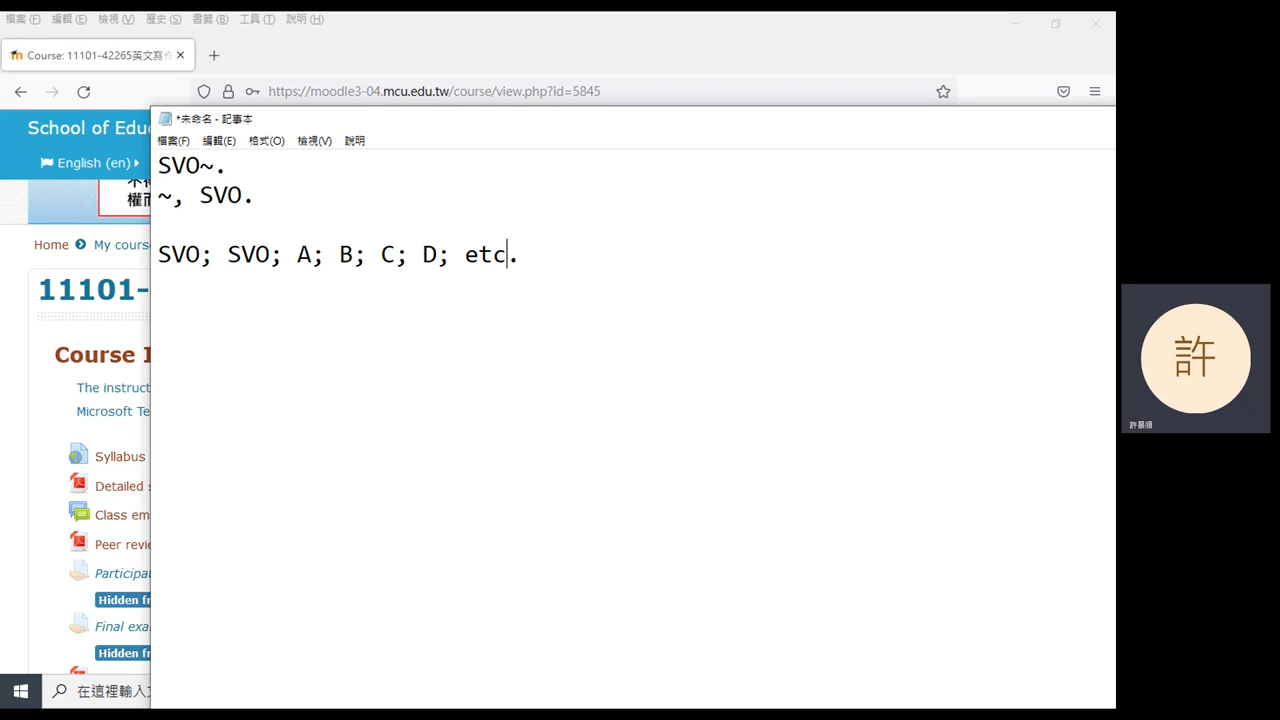 檔案(F) 編輯(E) 檢視(V) 歷史(S) 書籤(B) 工具(T) 說明(H)
Course: 11101-42265英文寫作
https://moodle3-04.mcu.edu.tw/course/view.php?id=5845
School of Edu
English (en)
權
Home My cours
11101-
Course I
The instruct
Microsoft Te
Syllabus
Detailed s
Class em
Peer revie
Participat
Hidden fr
Final exa
Hidden fr
*未命名 - 記事本
檔案(F) 編輯(E) 格式(O) 檢視(V) 說明
SVO~.
~, SVO.
SVO; SVO; A; B; C; D; etc.
許
許景順
在這裡輸入